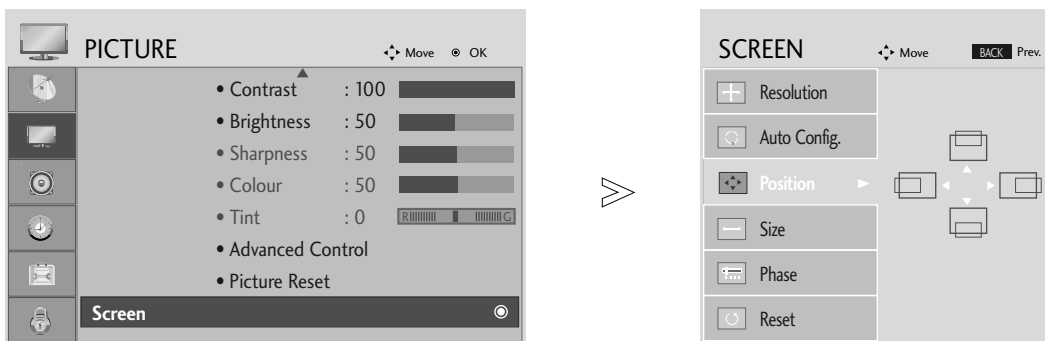 PICTURE
Move OK
• Contrast : 100
• Brightness : 50
• Sharpness : 50
• Colour : 50
• Tint : 0 R G
• Advanced Control
• Picture Reset
Screen
SCREEN
Move BACK Prev.
Resolution
Auto Config.
Position
Size
Phase
Reset